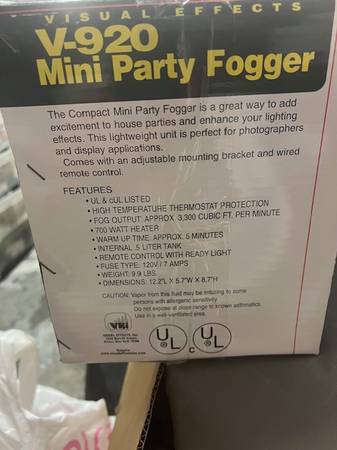 VISUAL EFFECTS
V-920
Mini Party Fogger
The Compact Mini Party Fogger is a great way to add
excitement to house parties and enhance your lighting
effects. This lightweight unit is perfect for photographers
and display applications.
Comes with an adjustable mounting bracket and wired
remote control.
FEATURES
• UL & cUL LISTED
• HIGH TEMPERATURE THERMOSTAT PROTECTION
• FOG OUTPUT: APPROX. 3,300 CUBIC FT. PER MINUTE
• 700 WATT HEATER
• WARM UP TIME: APPROX. 5 MINUTES
• INTERNAL .5 LITER TANK
• REMOTE CONTROL WITH READY LIGHT
• FUSE TYPE: 120V / 7 AMPS
• WEIGHT: 9.9 LBS.
• DIMENSIONS: 12.2"L X 5.7"W X 8.7"H
CAUTION: Vapor from this fluid may be irritating to some
persons with allergenic sensitivity.
Do not expose at close range to known asthmatics.
Use in a well-ventilated area.
VEI
VISUAL EFFECTS, Inc.
UL
C UL